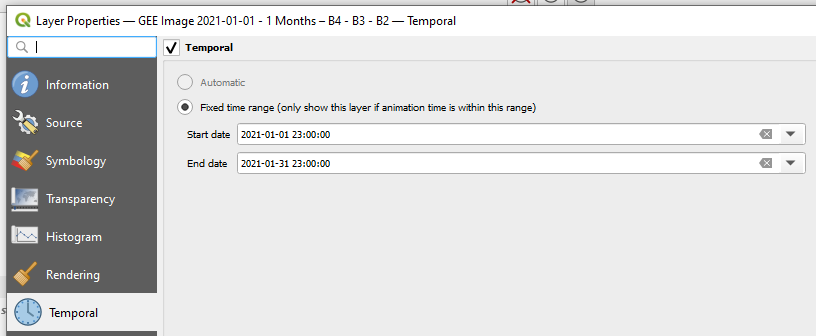 Layer Properties — GEE Image 2021-01-01 - 1 Months – B4 - B3 - B2 — Temporal
Temporal
Information
Automatic
Fixed time range (only show this layer if animation time is within this range)
Source
Start date 2021-01-01 23:00:00
Symbology
End date 2021-01-31 23:00:00
Transparency
Histogram
Rendering
Temporal